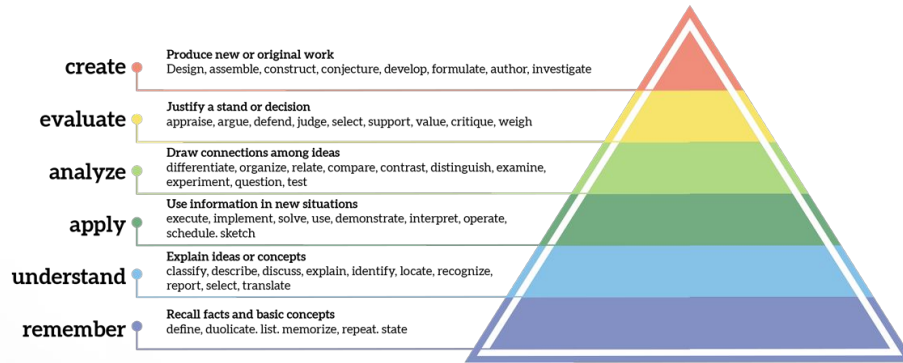 create
Produce new or original work
Design, assemble, construct, conjecture, develop, formulate, author, investigate
evaluate
Justify a stand or decision
appraise, argue, defend, judge, select, support, value, critique, weigh
analyze
Draw connections among ideas
differentiate, organize, relate, compare, contrast, distinguish, examine,
experiment, question, test
apply
Use information in new situations
execute, implement, solve, use, demonstrate, interpret, operate,
schedule. sketch
understand
Explain ideas or concepts
classify, describe, discuss, explain, identify, locate, recognize,
report, select, translate
remember
Recall facts and basic concepts
define, duolicate. list. memorize, repeat. state